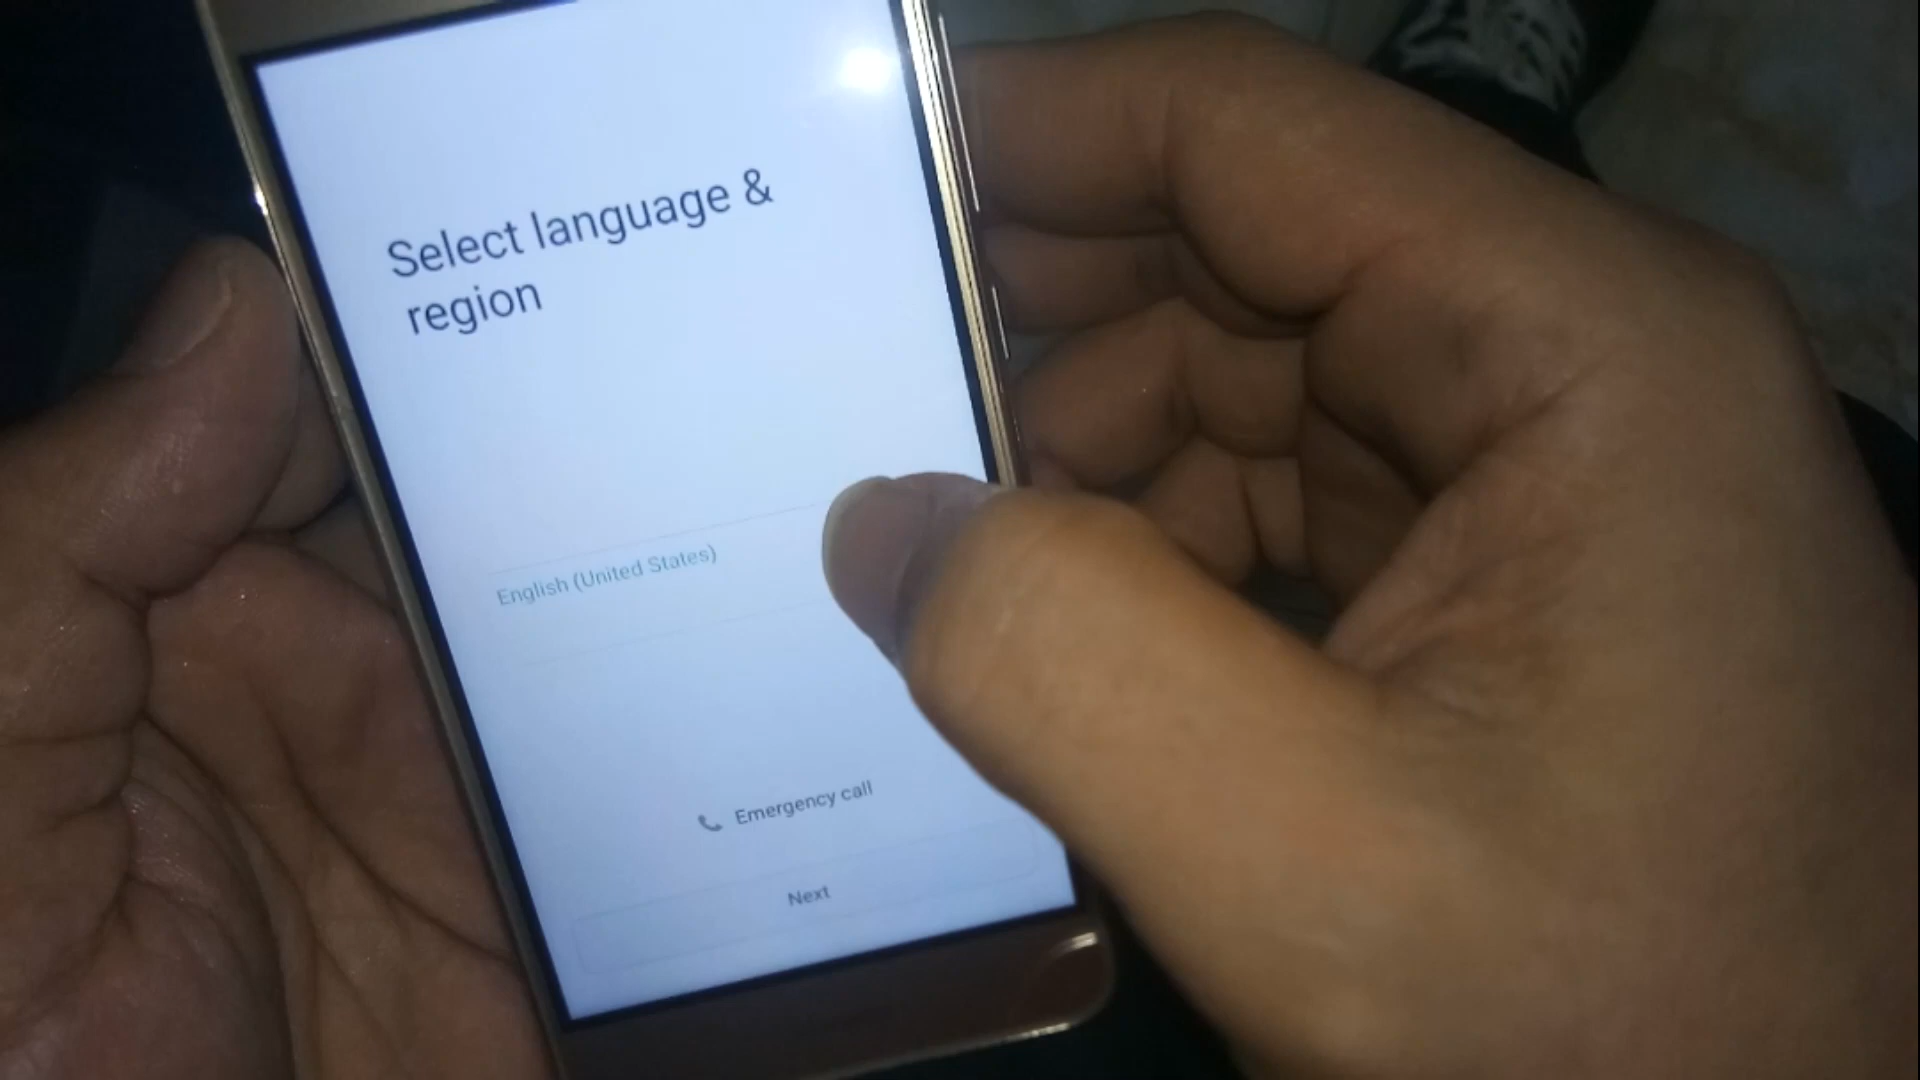 Select language &
region
English (United States)
Emergency call
Next